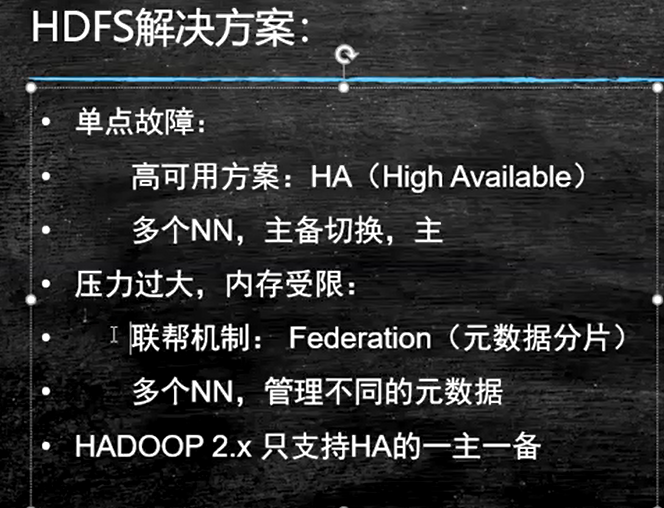 HDFS解决方案：
• 单点故障：
• 高可用方案：HA（High Available）
• 多个NN，主备切换，主
• 压力过大，内存受限：
• 联帮机制： Federation（元数据分片）
• 多个NN，管理不同的元数据
• HADOOP 2.x 只支持HA的一主一备